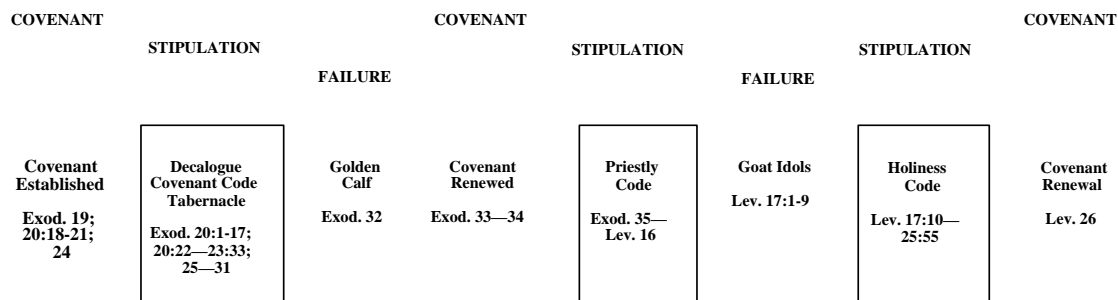 COVENANT
STIPULATION
FAILURE
COVENANT
STIPULATION
FAILURE
STIPULATION
COVENANT
Covenant
Established
Exod. 19;
20:18-21;
24
Decalogue
Covenant Code
Tabernacle
Exod. 20:1-17;
20:22—23:33;
25—31
Golden
Calf
Exod. 32
Covenant
Renewed
Exod. 33—34
Priestly
Code
Exod. 35—
Lev. 16
Goat Idols
Lev. 17:1-9
Holiness
Code
Lev. 17:10—
25:55
Covenant
Renewal
Lev. 26